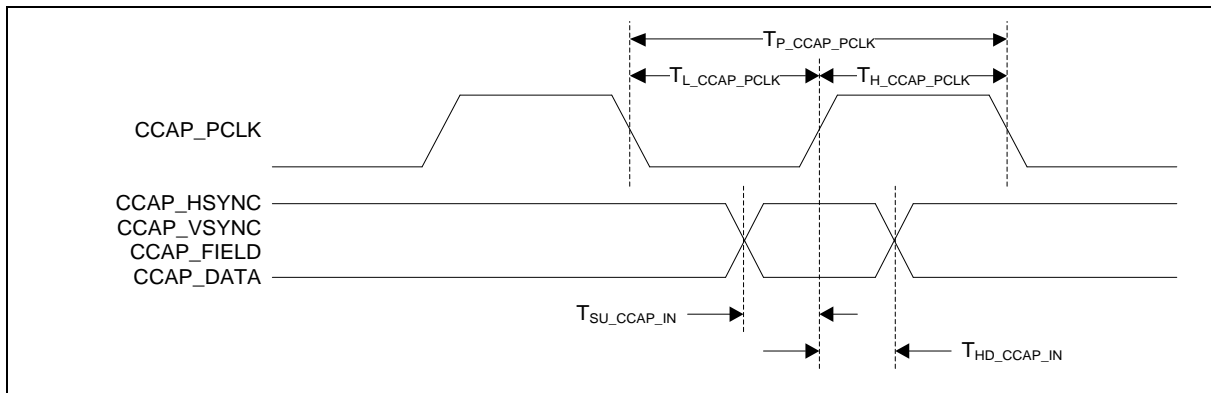 TP_CCAP_PCLK
TL_CCAP_PCLK
TH_CCAP_PCLK
CCAP_PCLK
CCAP_HSYNC
CCAP_VSYNC
CCAP_FIELD
CCAP_DATA
TSU_CCAP_IN
THD_CCAP_IN